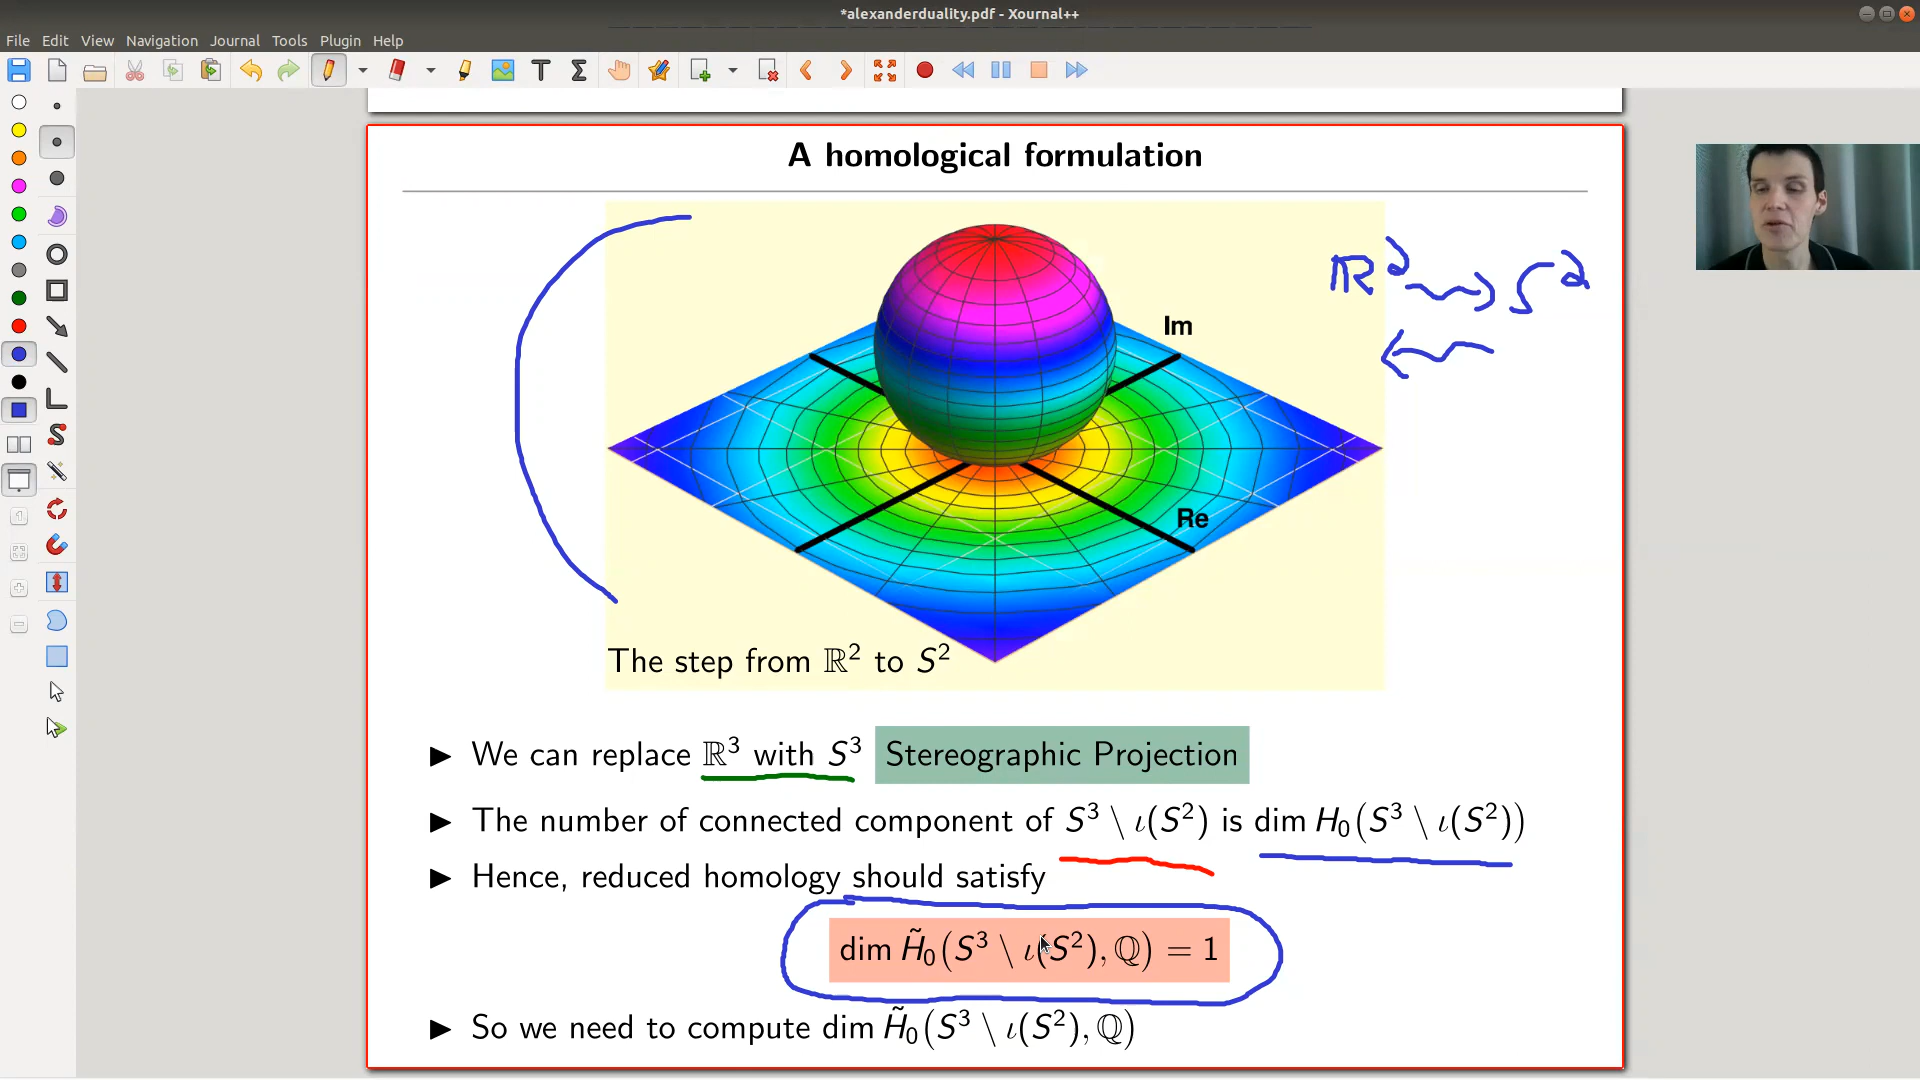 *alexanderduality.pdf - Xournal++
File Edit View Navigation Journal Tools Plugin Help
A homological formulation
ℝ² ⇝ S²
⇜
Im
Re
The step from ℝ² to S²
▶ We can replace ℝ³ with S³ Stereographic Projection
▶ The number of connected component of S³ \ ι(S²) is dim H₀(S³ \ ι(S²))
▶ Hence, reduced homology should satisfy
dim H̃₀(S³ \ ι(S²), ℚ) = 1
▶ So we need to compute dim H̃₀(S³ \ ι(S²), ℚ)